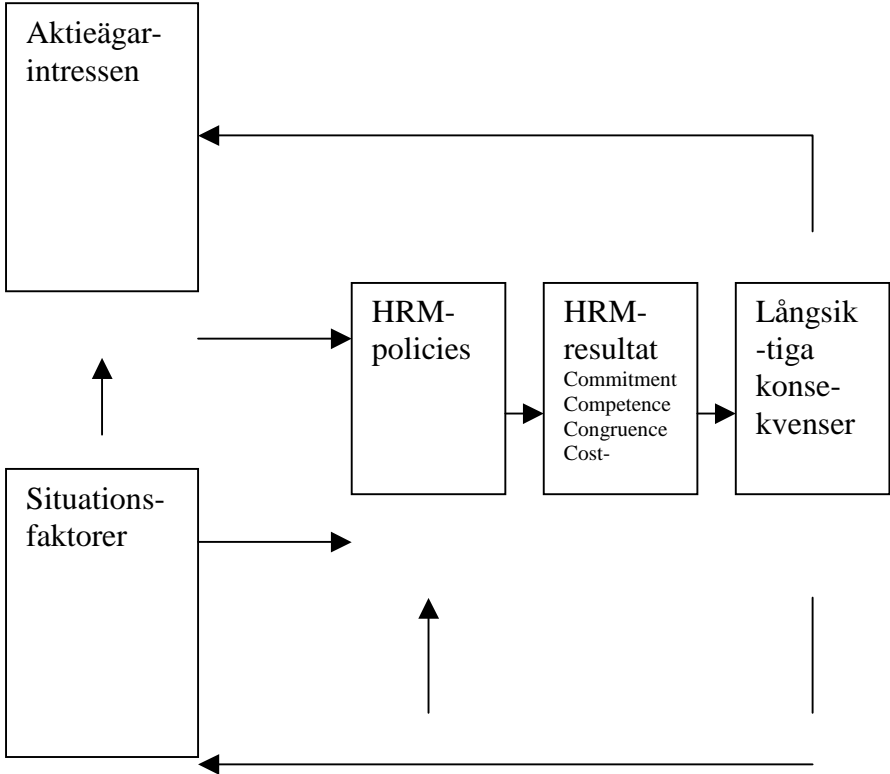 Aktieägar-
intressen
HRM-
policies
HRM-
resultat
Commitment
Competence
Congruence
Cost-
Långsik
-tiga
konse-
kvenser
Situations-
faktorer